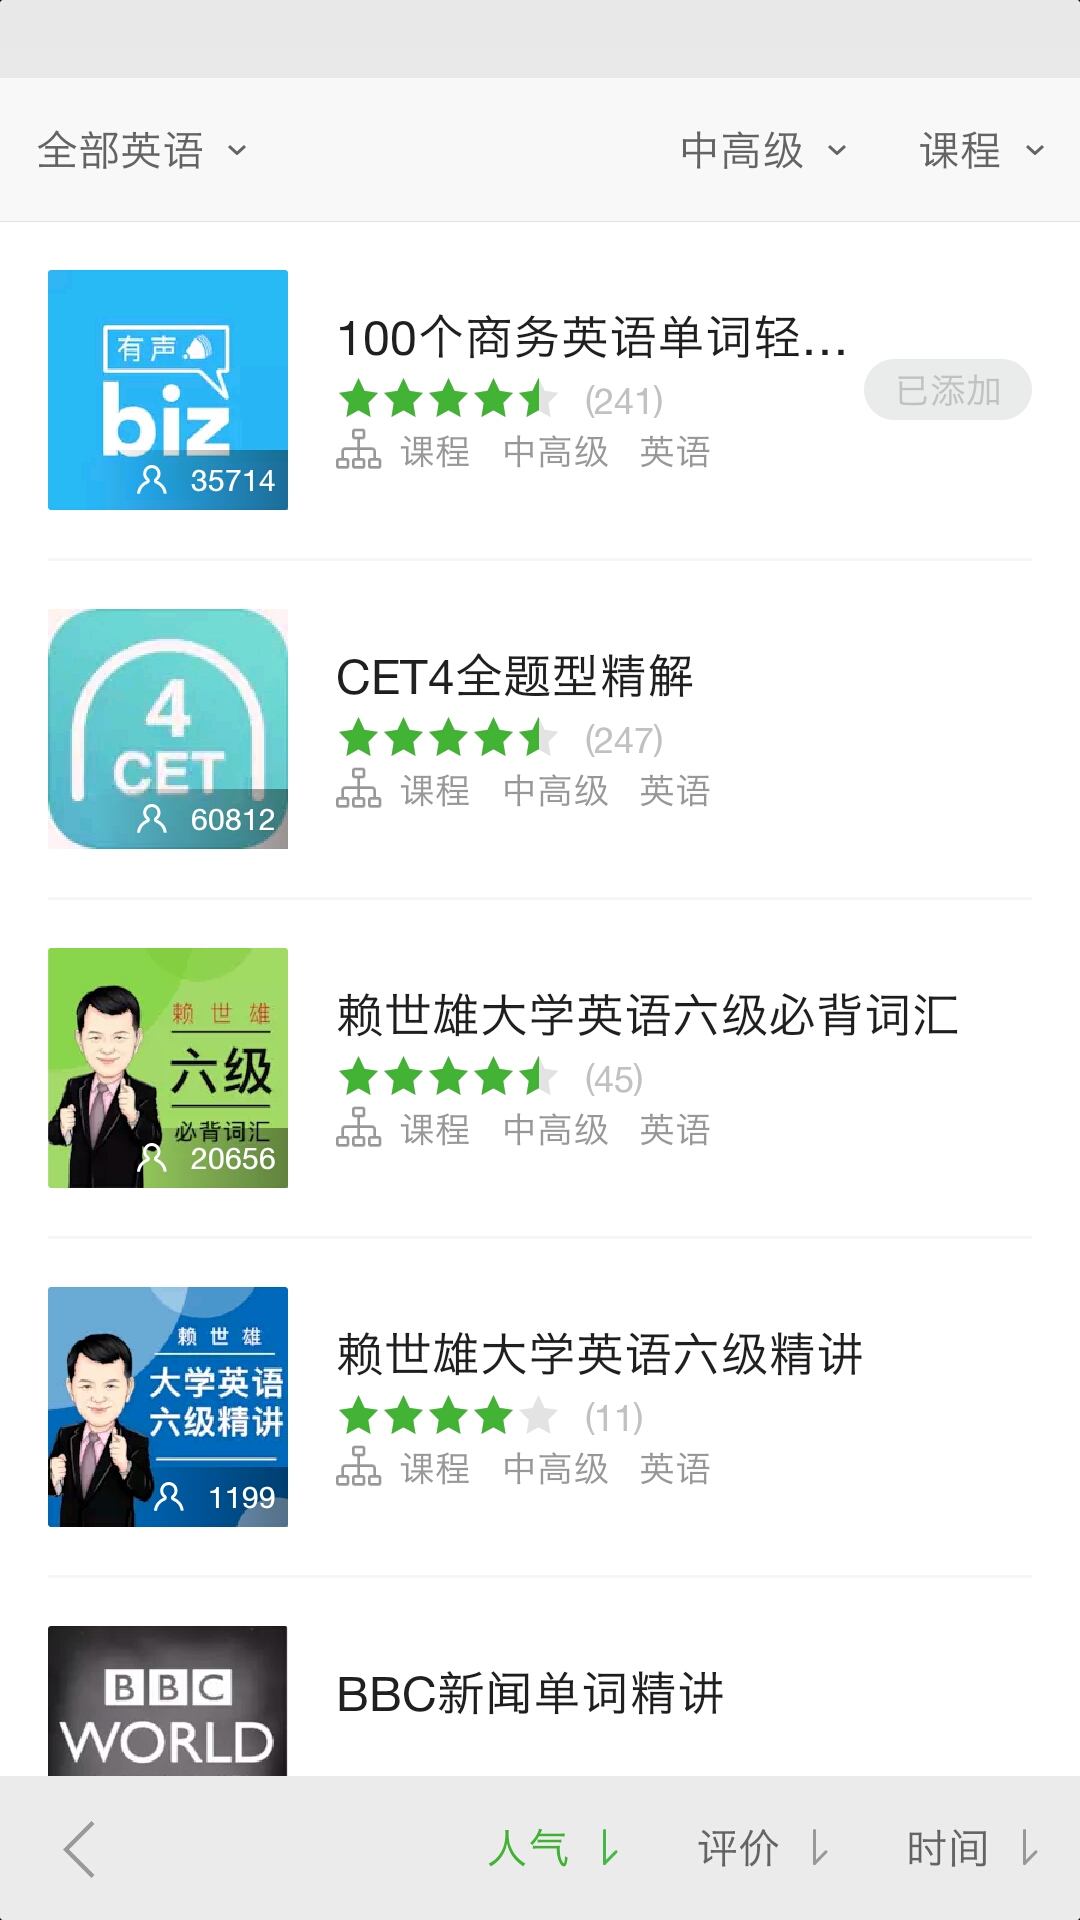 全部英语
中高级
课程
有声
biz
35714
100个商务英语单词轻...
(241)
课程 中高级 英语
已添加
4
CET
60812
CET4全题型精解
(247)
课程 中高级 英语
赖世雄
六级
必背词汇
20656
赖世雄大学英语六级必背词汇
(45)
课程 中高级 英语
赖世雄
大学英语
六级精讲
1199
赖世雄大学英语六级精讲
(11)
课程 中高级 英语
BBC
WORLD
BBC新闻单词精讲
人气
评价
时间